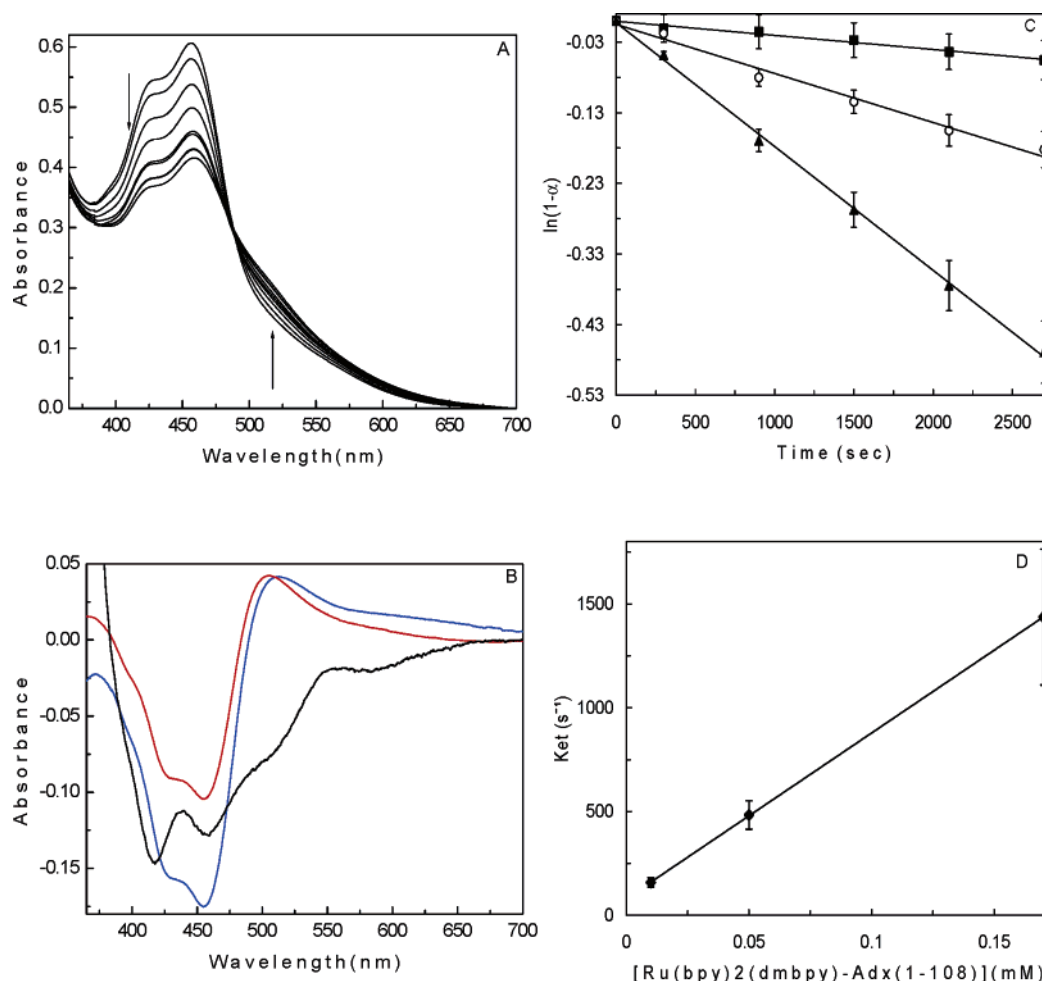 A
0.6
0.5
0.4
0.3
0.2
0.1
0.0
400 450 500 550 600 650 700
Wavelength(nm)
Absorbance
C
-0.03
-0.13
-0.23
-0.33
-0.43
-0.53
0 500 1000 1500 2000 2500
Time (sec)
ln(1-α)
B
0.05
0.00
-0.05
-0.10
-0.15
400 450 500 550 600 650 700
Wavelength(nm)
Absorbance
D
1500
1000
500
0
0 0.05 0.1 0.15
[Ru(bpy)2(dmbpy)-Adx(1-108)](mM)
Ket (s⁻¹)